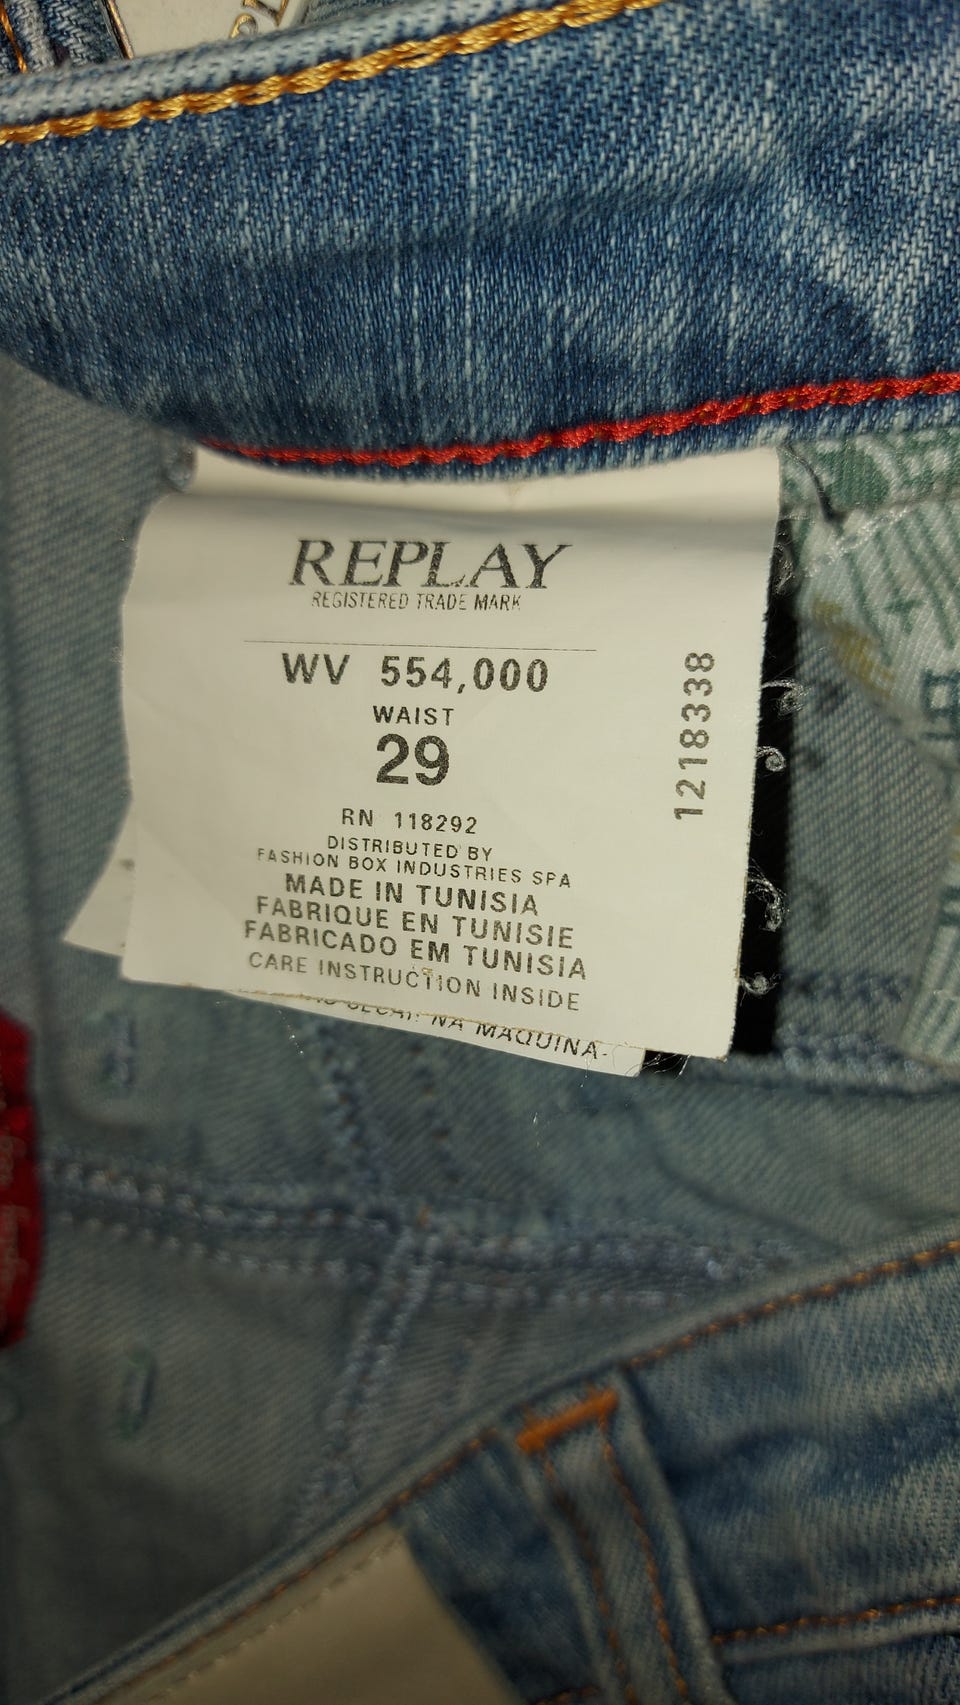 REPLAY
REGISTERED TRADE MARK
WV 554,000
WAIST
29
RN 118292
DISTRIBUTED BY
FASHION BOX INDUSTRIES SPA
MADE IN TUNISIA
FABRIQUE EN TUNISIE
FABRICADO EM TUNISIA
CARE INSTRUCTION INSIDE
NA MAQUINA-
1218338